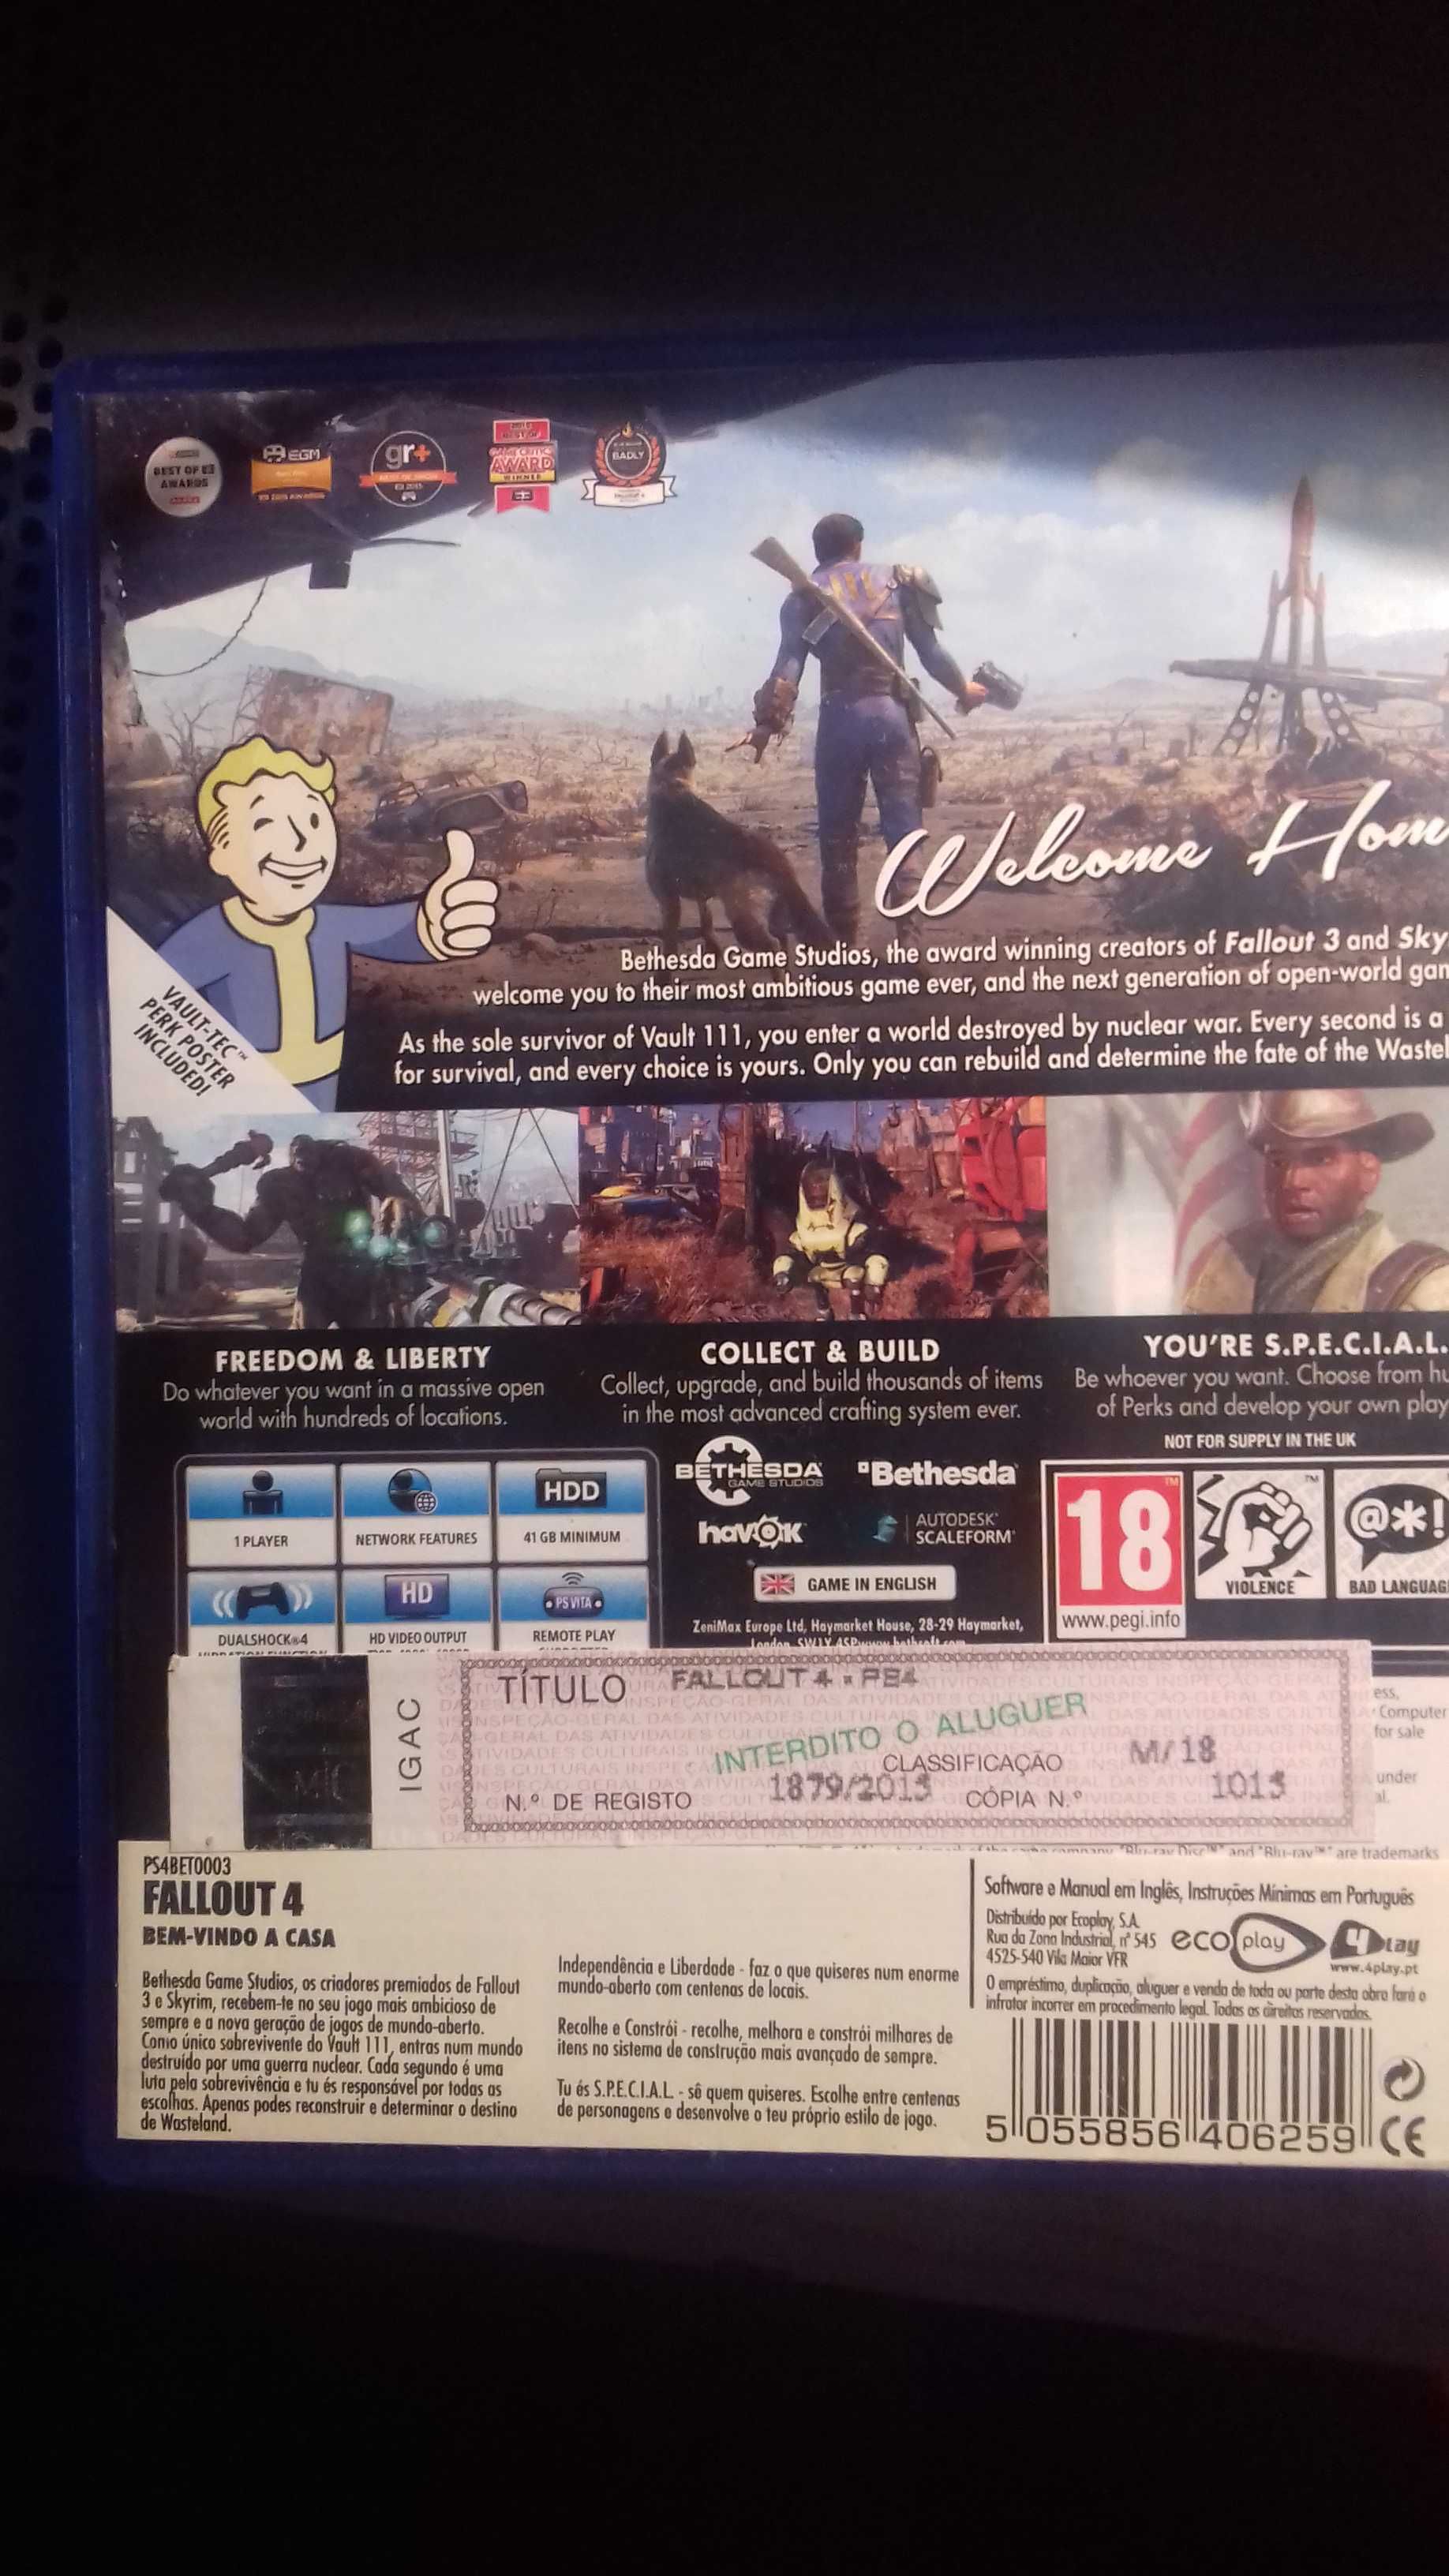 BEST OF E3
AWARDS
EGM
gr+
AWARD
WINNER
E3
BADLY
Welcome Hom
Bethesda Game Studios, the award winning creators of Fallout 3 and Sky
welcome you to their most ambitious game ever, and the next generation of open-world gam
As the sole survivor of Vault 111, you enter a world destroyed by nuclear war. Every second is a
for survival, and every choice is yours. Only you can rebuild and determine the fate of the Wastel
VAULT-TEC™
PERK POSTER
INCLUDED!
FREEDOM & LIBERTY
Do whatever you want in a massive open
world with hundreds of locations.
COLLECT & BUILD
Collect, upgrade, and build thousands of items
in the most advanced crafting system ever.
YOU'RE S.P.E.C.I.A.L.
Be whoever you want. Choose from hu
of Perks and develop your own play
NOT FOR SUPPLY IN THE UK
1 PLAYER
NETWORK FEATURES
HDD
41 GB MINIMUM
DUALSHOCK®4
HD
HD VIDEO OUTPUT
PS VITA
REMOTE PLAY
BETHESDA
GAME STUDIOS
Bethesda
havok
AUTODESK
SCALEFORM
GAME IN ENGLISH
ZeniMax Europe Ltd, Haymarket House, 28-29 Haymarket,
18
www.pegi.info
VIOLENCE
@*!
BAD LANGUAG
IGAC
TÍTULO FALLOUT 4 - PS4
INTERDITO O ALUGUER
CLASSIFICAÇÃO M/18
N.º DE REGISTO 1879/2015 CÓPIA N.º 1015
ess,
Computer
for sale
under
al.
"Blu-ray Disc™" and "Blu-ray™" are trademarks
PS4BET0003
FALLOUT 4
BEM-VINDO A CASA
Bethesda Game Studios, os criadores premiados de Fallout
3 e Skyrim, recebem-te no seu jogo mais ambicioso de
sempre e a nova geração de jogos de mundo-aberto.
Como único sobrevivente do Vault 111, entras num mundo
destruído por uma guerra nuclear. Cada segundo é uma
luta pela sobrevivência e tu és responsável por todas as
escolhas. Apenas podes reconstruir e determinar o destino
de Wasteland.
Independência e Liberdade - faz o que quiseres num enorme
mundo-aberto com centenas de locais.
Recolhe e Constrói - recolhe, melhora e constrói milhares de
itens no sistema de construção mais avançado de sempre.
Tu és S.P.E.C.I.A.L. - sê quem quiseres. Escolhe entre centenas
de personagens e desenvolve o teu próprio estilo de jogo.
Software e Manual em Inglês, Instruções Mínimas em Português
Distribuído por Ecoplay, S.A.
Rua da Zona Industrial, nº 545
4525-540 Vila Maior VFR
eco play
4Play
www.4play.pt
O empréstimo, duplicação, aluguer e venda de toda ou parte desta obra fará o
infrator incorrer em procedimento legal. Todos os direitos reservados.
5 055856 406259
CE